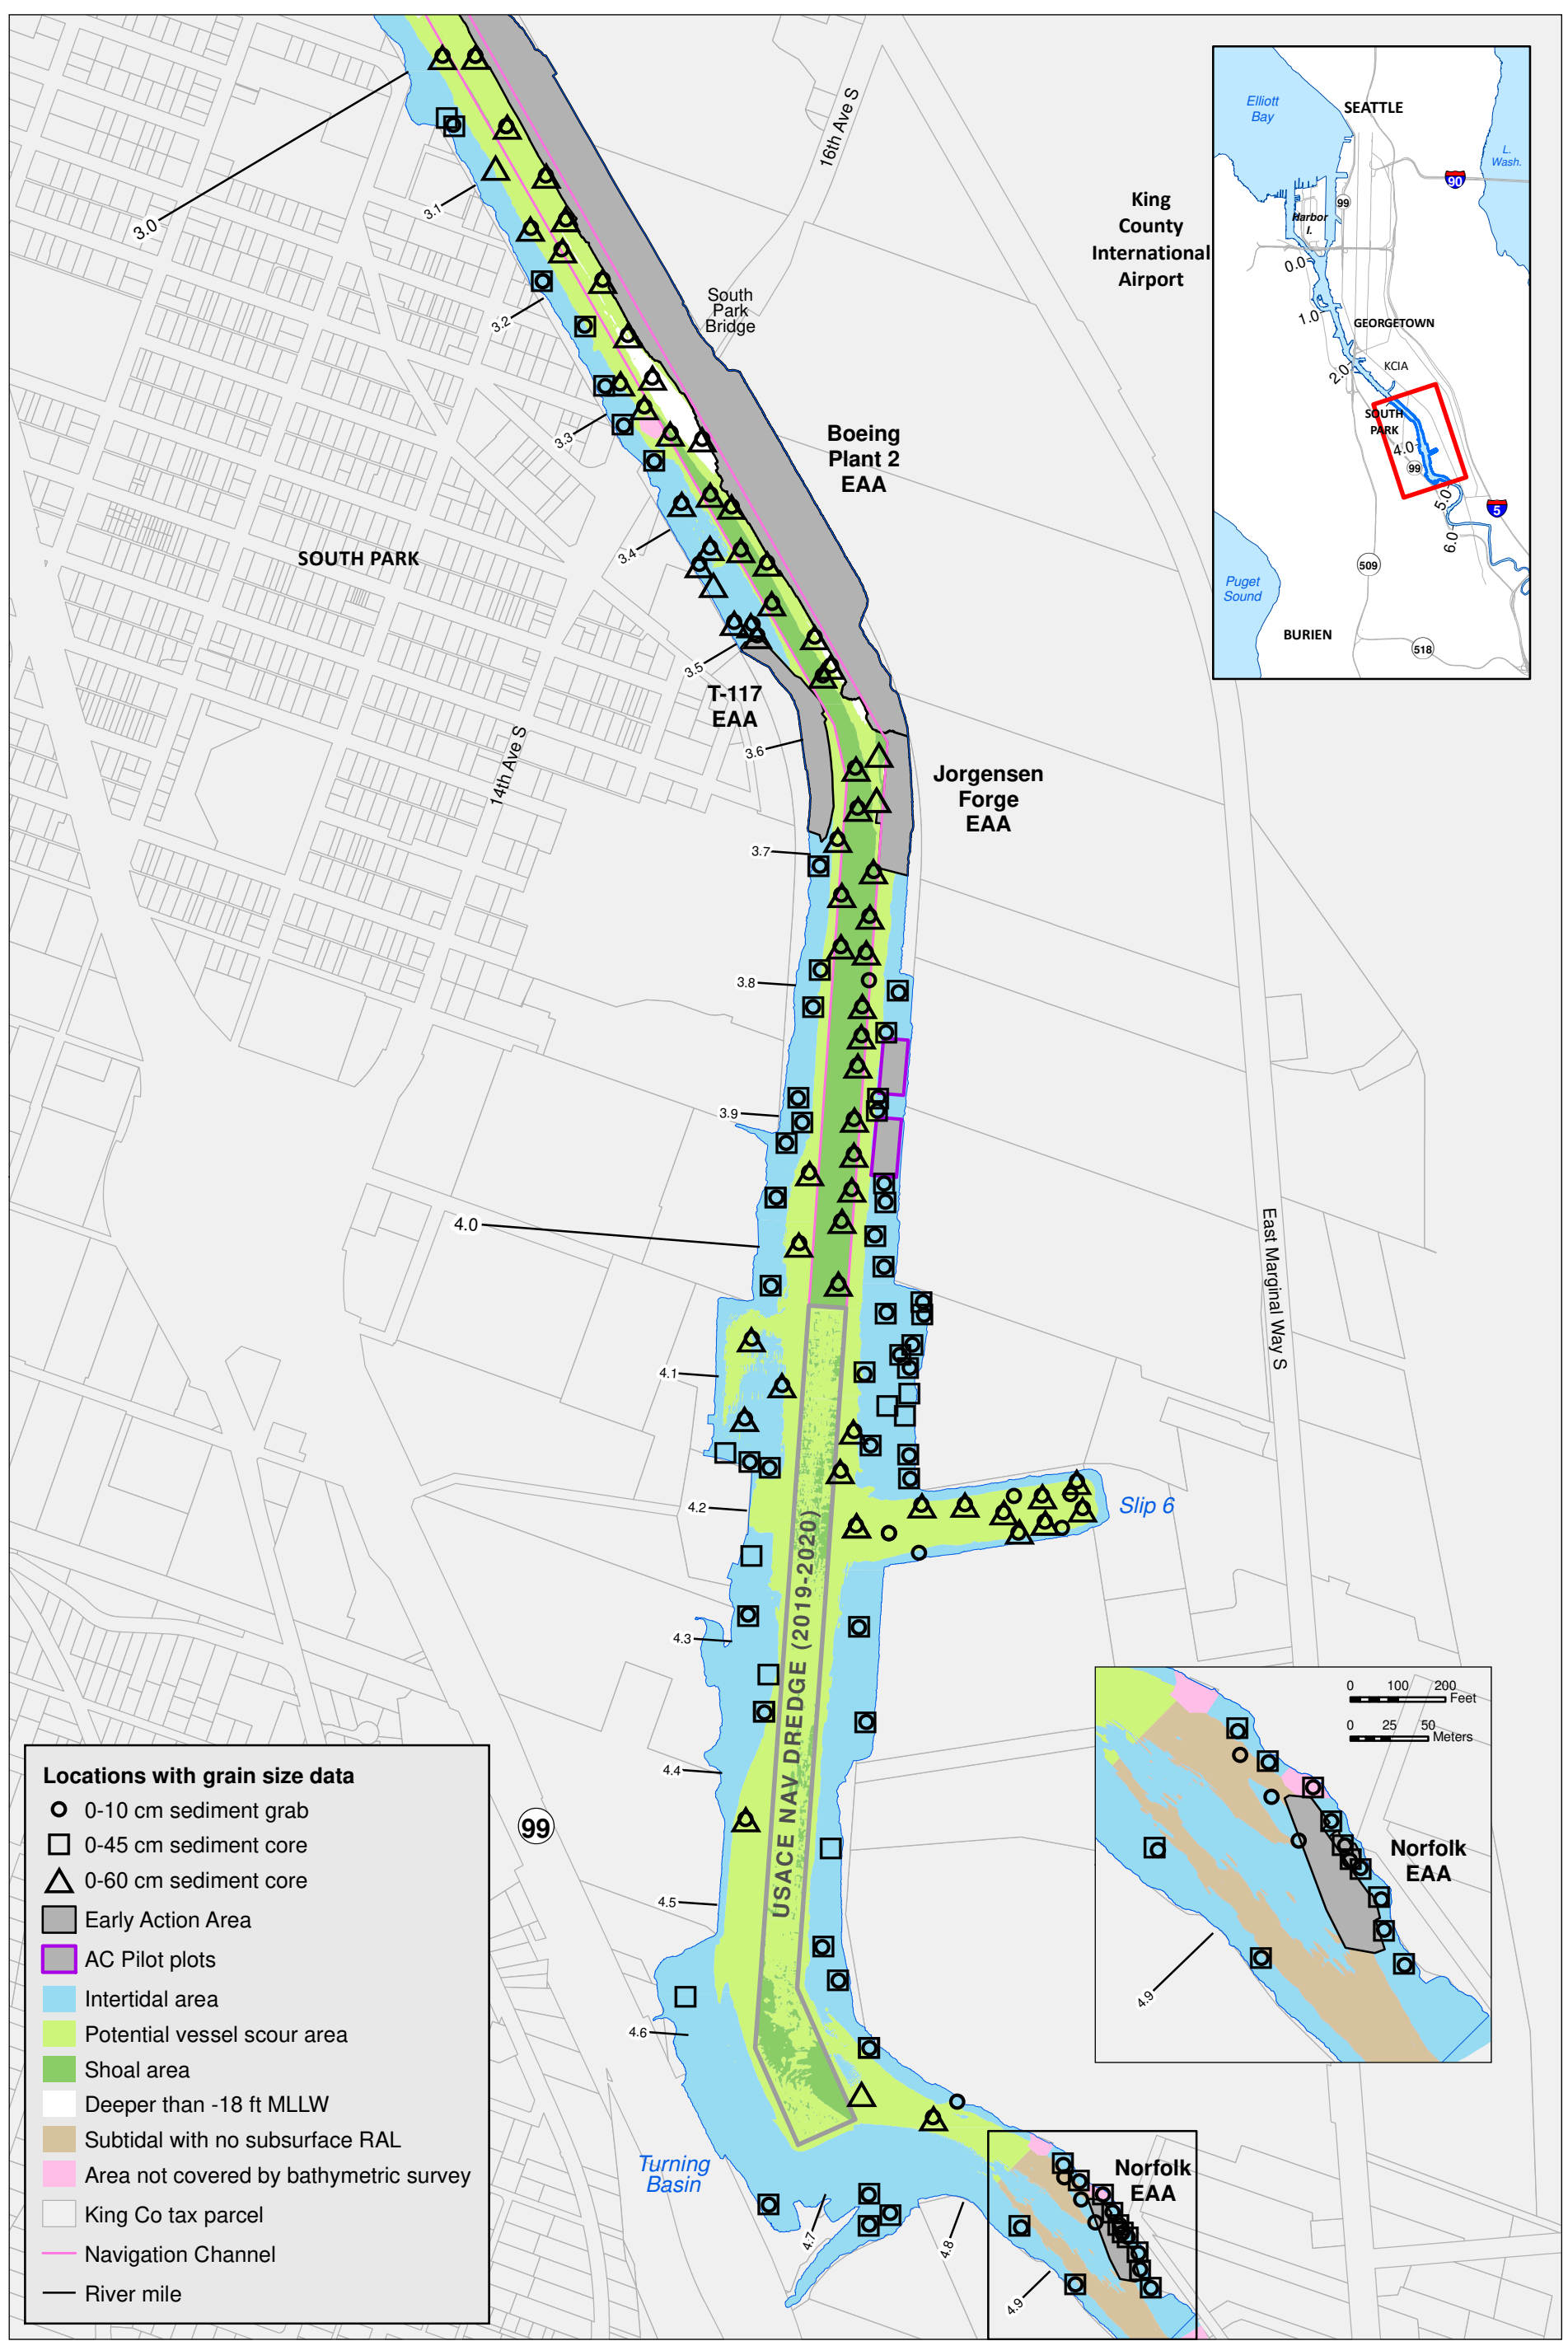 3.0
3.1
3.2
3.3
3.4
3.5
3.6
3.7
3.8
3.9
4.0
4.1
4.2
4.3
4.4
4.5
4.6
4.7
4.8
4.9
16th Ave S
South
Park
Bridge
King
County
International
Airport
Boeing
Plant 2
EAA
SOUTH PARK
T-117
EAA
14th Ave S
Jorgensen
Forge
EAA
East Marginal Way S
Slip 6
USACE NAV DREDGE (2019-2020)
99
Turning
Basin
Norfolk
EAA
Elliott
Bay
SEATTLE
L.
Wash.
90
99
Harbor
I.
0.0
1.0
GEORGETOWN
KCIA
2.0
SOUTH
PARK
4.0
99
5.0
5
6.0
509
Puget
Sound
BURIEN
518
0 100 200
Feet
0 25 50
Meters
Norfolk
EAA
4.9
Locations with grain size data
0-10 cm sediment grab
0-45 cm sediment core
0-60 cm sediment core
Early Action Area
AC Pilot plots
Intertidal area
Potential vessel scour area
Shoal area
Deeper than -18 ft MLLW
Subtidal with no subsurface RAL
Area not covered by bathymetric survey
King Co tax parcel
Navigation Channel
River mile